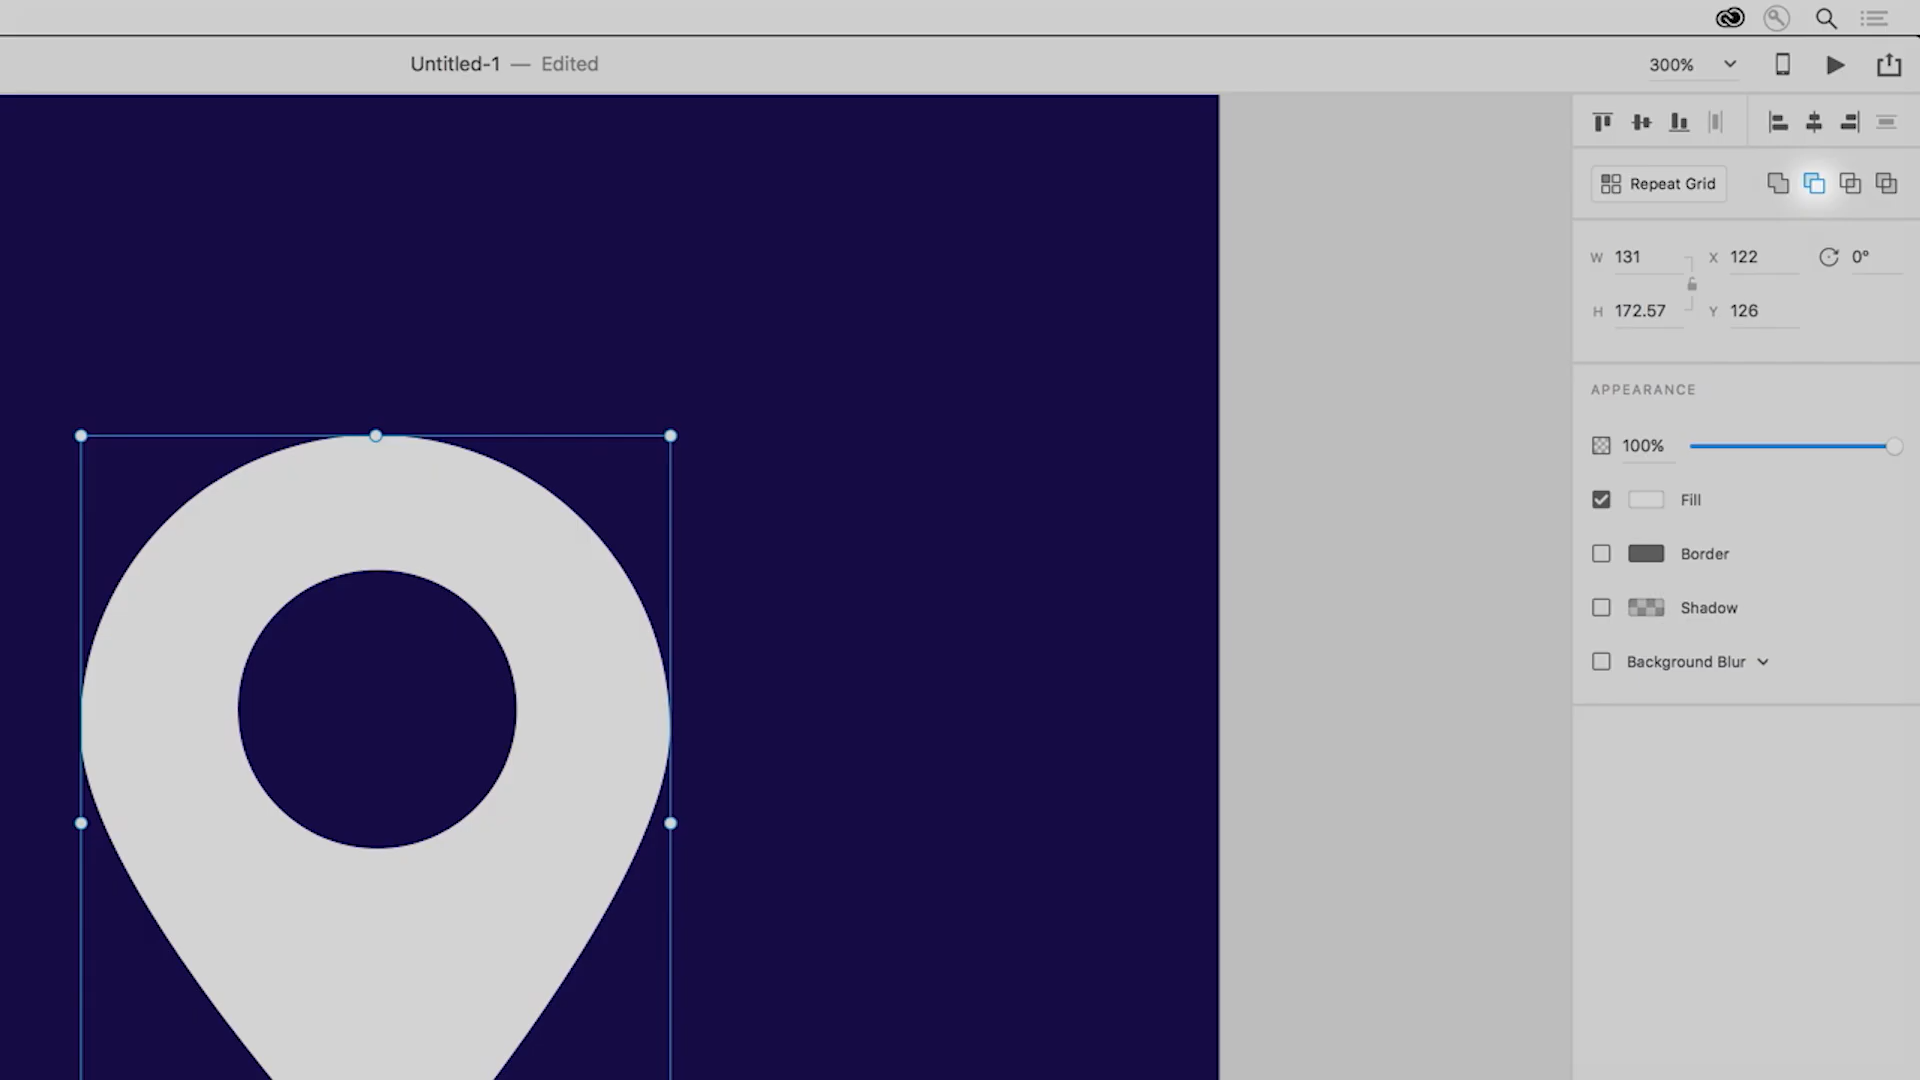 Untitled-1 — Edited
300%
Repeat Grid
W 131 X 122 0°
H 172.57 Y 126
APPEARANCE
100%
Fill
Border
Shadow
Background Blur